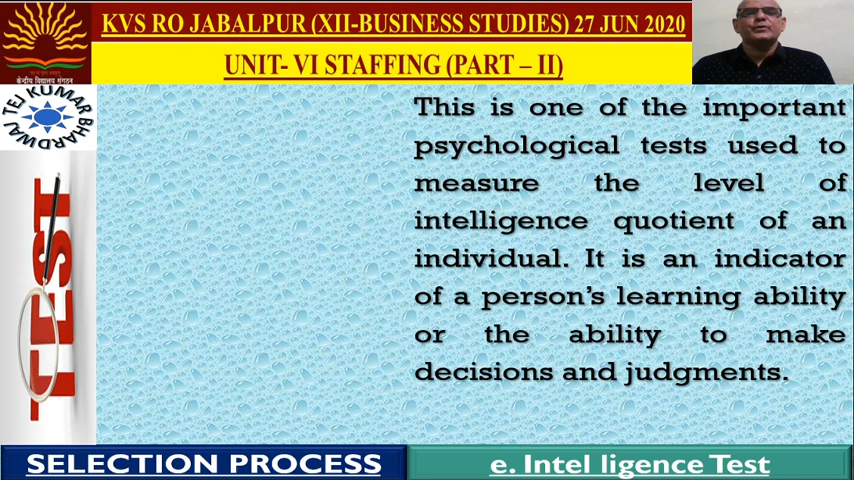 KVS RO JABALPUR (XII-BUSINESS STUDIES) 27 JUN 2020
UNIT- VI STAFFING (PART – II)
केन्द्रीय विद्यालय संगठन
TEJ KUMAR BHARDWAJ
TEST
This is one of the important
psychological tests used to
measure the level of
intelligence quotient of an
individual. It is an indicator
of a person's learning ability
or the ability to make
decisions and judgments.
SELECTION PROCESS
e. Intel ligence Test